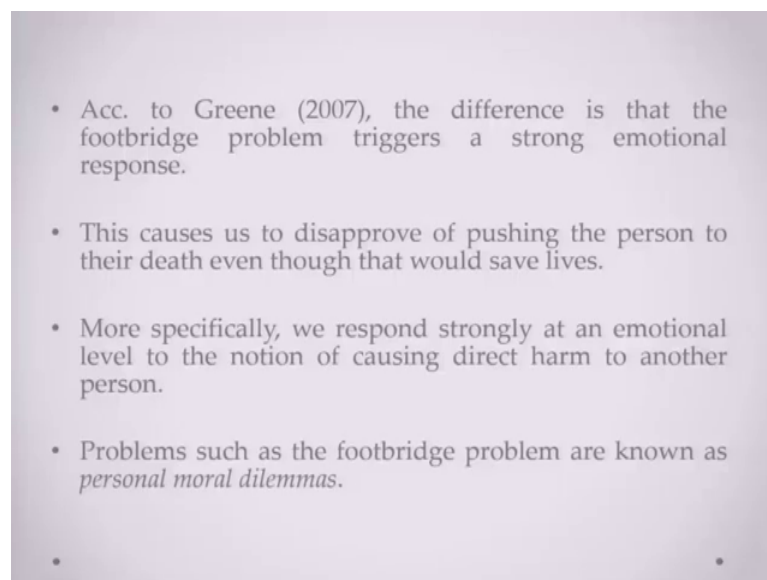 • Acc. to Greene (2007), the difference is that the
footbridge problem triggers a strong emotional
response.
• This causes us to disapprove of pushing the person to
their death even though that would save lives.
• More specifically, we respond strongly at an emotional
level to the notion of causing direct harm to another
person.
• Problems such as the footbridge problem are known as
personal moral dilemmas.